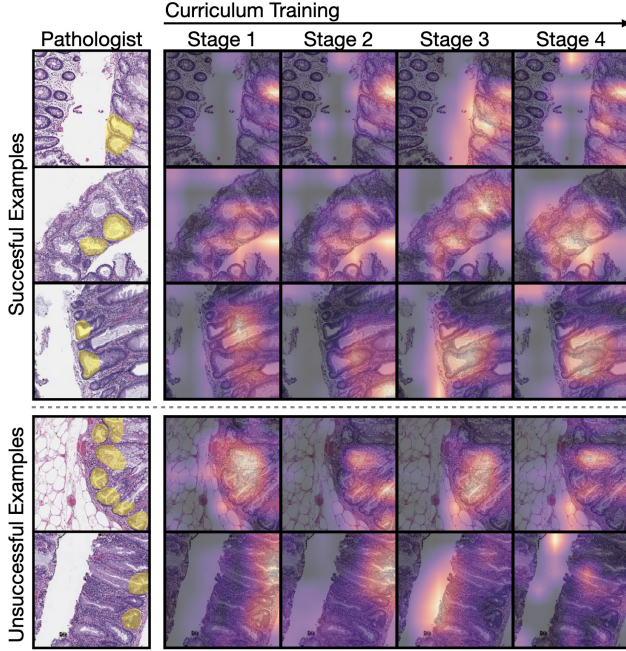 Curriculum Training
Pathologist Stage 1 Stage 2 Stage 3 Stage 4
Succesful Examples
Unsuccessful Examples